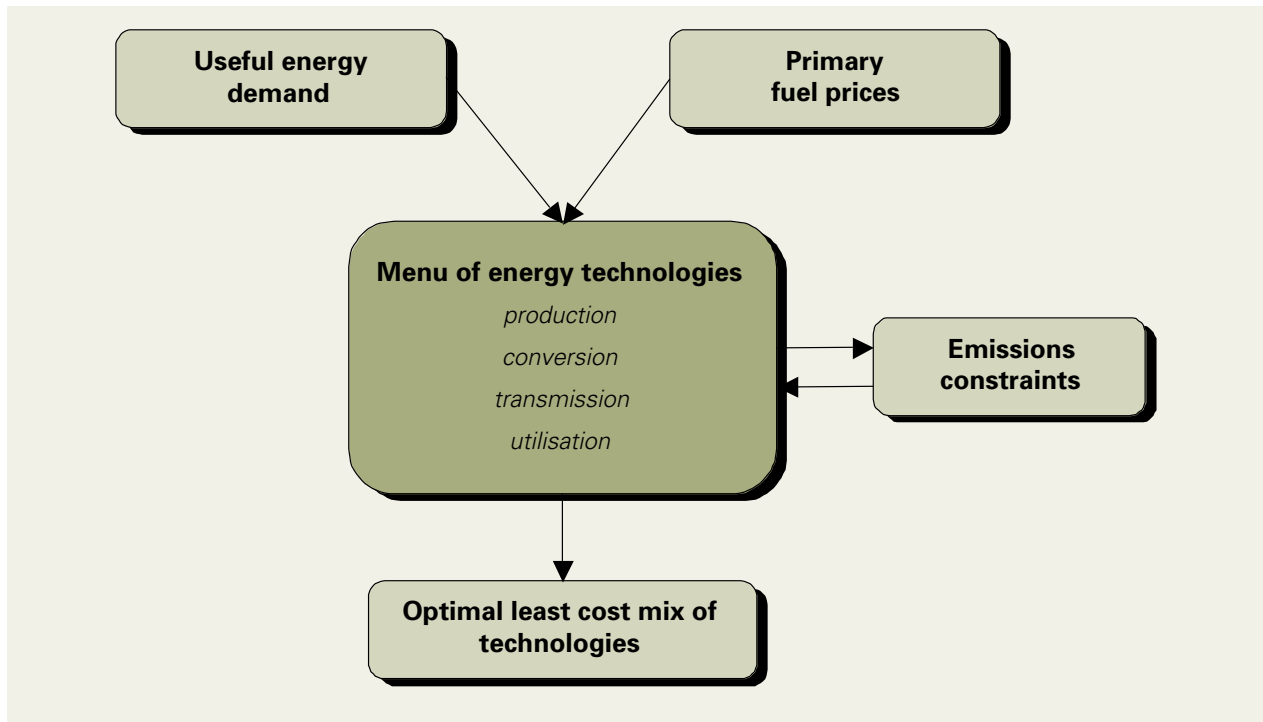 Useful energy
demand
Primary
fuel prices
Menu of energy technologies
production
conversion
transmission
utilisation
Emissions
constraints
Optimal least cost mix of
technologies